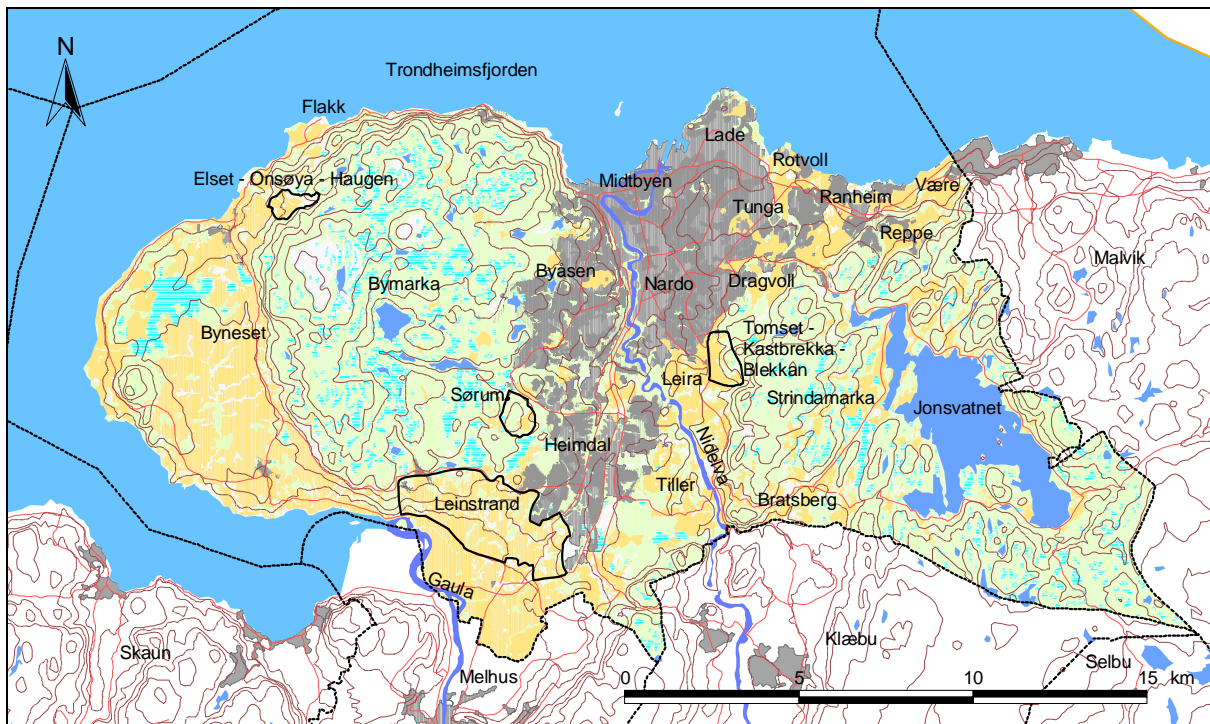 N
Trondheimsfjorden
Flakk
Lade
Rotvoll
Elset - Onsøya - Haugen
Midtbyen
Være
Tunga
Ranheim
Reppe
Malvik
Byåsen
Bymarka
Nardo
Dragvoll
Byneset
Tomset -
Kastbrekka -
Blekkan
Leira
Sørum
Strindamarka
Jonsvatnet
Heimdal
Nidelva
Tiller
Leinstrand
Bratsberg
Gaula
Klæbu
Skaun
Selbu
Melhus
0 5 10 15 km